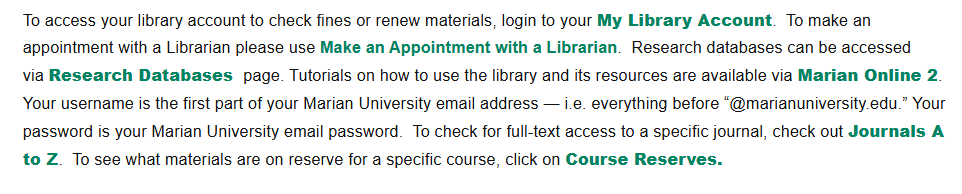 To access your library account to check fines or renew materials, login to your My Library Account.  To make an
appointment with a Librarian please use Make an Appointment with a Librarian.  Research databases can be accessed
via Research Databases  page. Tutorials on how to use the library and its resources are available via Marian Online 2.
Your username is the first part of your Marian University email address — i.e. everything before “@marianuniversity.edu.” Your
password is your Marian University email password.  To check for full-text access to a specific journal, check out Journals A
to Z.  To see what materials are on reserve for a specific course, click on Course Reserves.